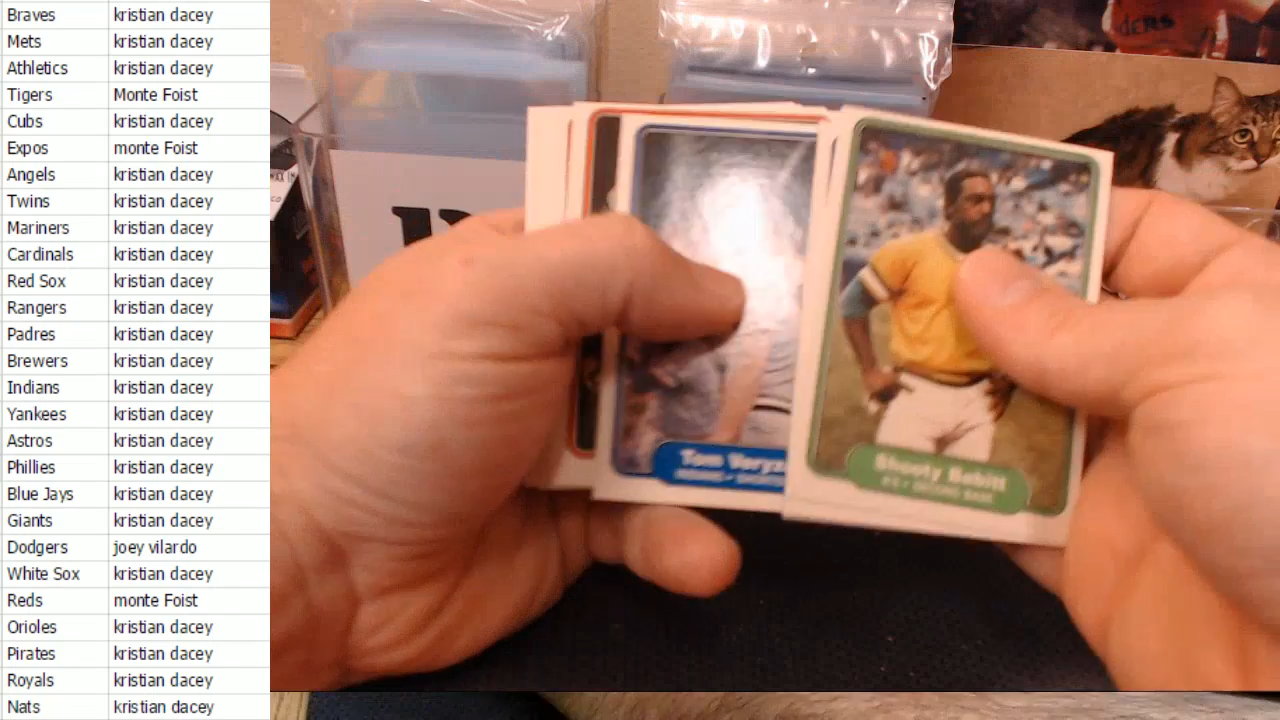 Braves kristian dacey
Mets kristian dacey
Athletics kristian dacey
Tigers Monte Foist
Cubs kristian dacey
Expos monte Foist
Angels kristian dacey
Twins kristian dacey
Mariners kristian dacey
Cardinals kristian dacey
Red Sox kristian dacey
Rangers kristian dacey
Padres kristian dacey
Brewers kristian dacey
Indians kristian dacey
Yankees kristian dacey
Astros kristian dacey
Phillies kristian dacey
Blue Jays kristian dacey
Giants kristian dacey
Dodgers joey vilardo
White Sox kristian dacey
Reds monte Foist
Orioles kristian dacey
Pirates kristian dacey
Royals kristian dacey
Nats kristian dacey
DERS
Tom Veryz
Shooty Babitt
A'S • SECOND BASE